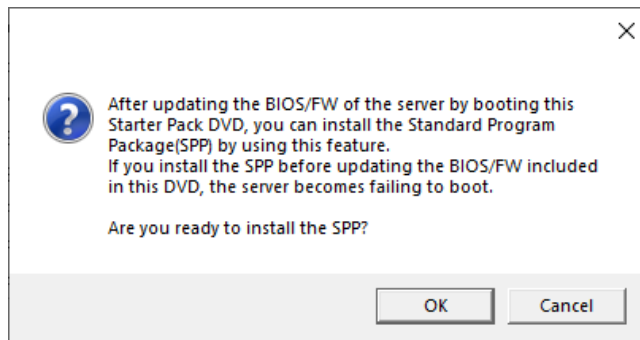 After updating the BIOS/FW of the server by booting this
Starter Pack DVD, you can install the Standard Program
Package(SPP) by using this feature.
If you install the SPP before updating the BIOS/FW included
in this DVD, the server becomes failing to boot.
Are you ready to install the SPP?
OK
Cancel